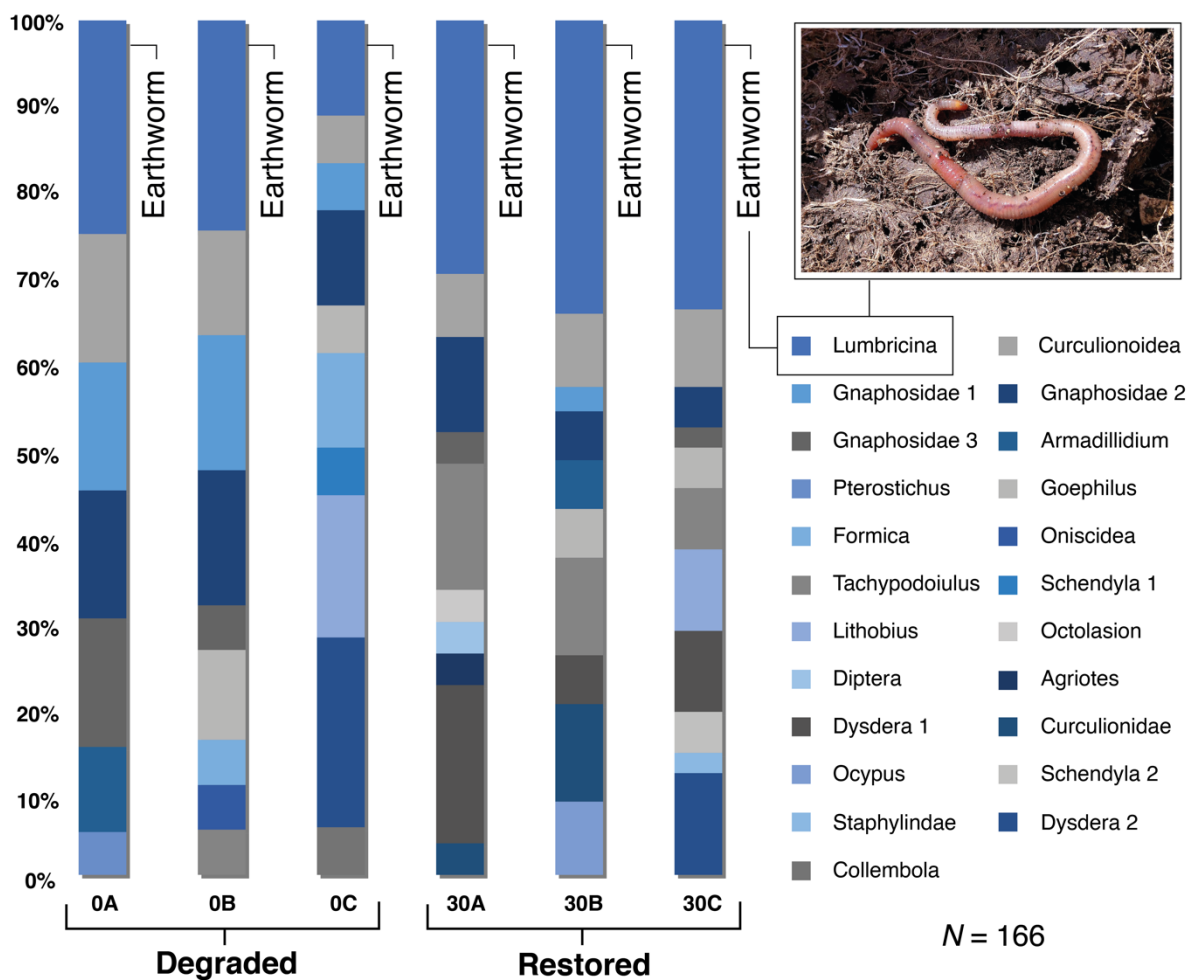 100%
90%
80%
70%
60%
50%
40%
30%
20%
10%
0%
Earthworm
Earthworm
Earthworm
Earthworm
Earthworm
Earthworm
0A
0B
0C
30A
30B
30C
Degraded
Restored
Lumbricina
Curculionoidea
Gnaphosidae 1
Gnaphosidae 2
Gnaphosidae 3
Armadillidium
Pterostichus
Goephilus
Formica
Oniscidea
Tachypodoiulus
Schendyla 1
Lithobius
Octolasion
Diptera
Agriotes
Dysdera 1
Curculionidae
Ocypus
Schendyla 2
Staphylindae
Dysdera 2
Collembola
N = 166